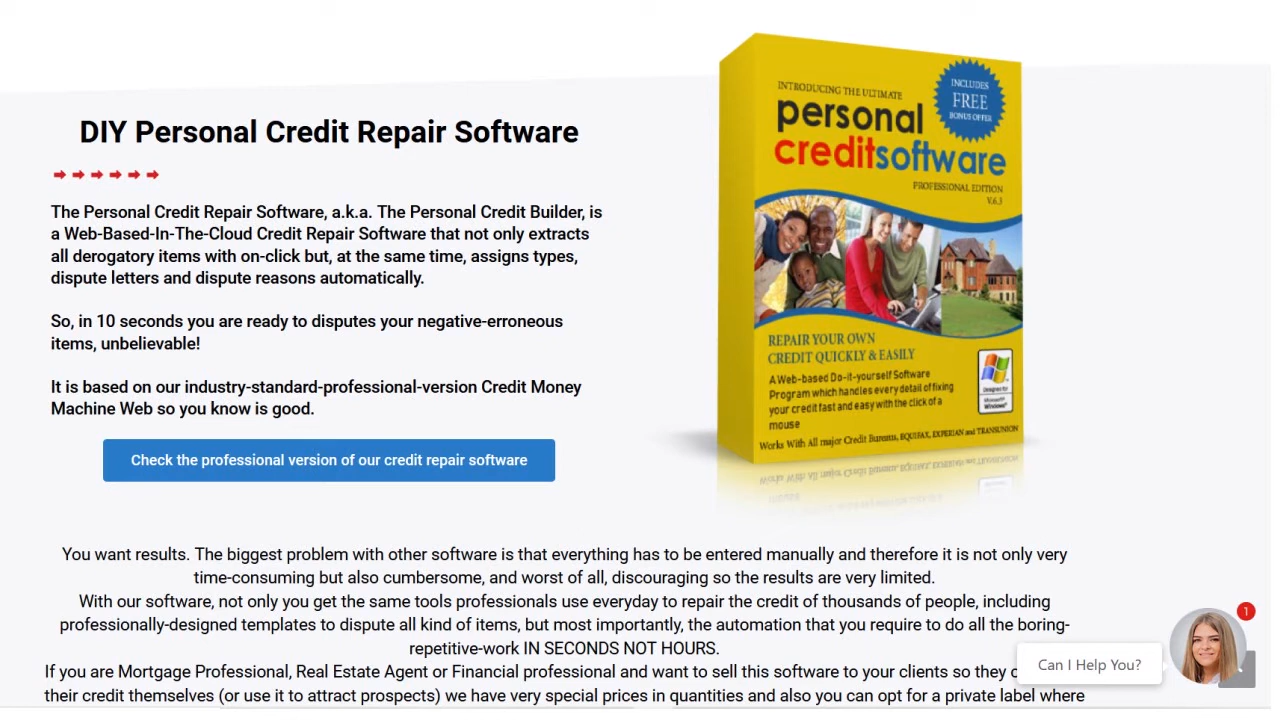 DIY Personal Credit Repair Software
The Personal Credit Repair Software, a.k.a. The Personal Credit Builder, is
a Web-Based-In-The-Cloud Credit Repair Software that not only extracts
all derogatory items with on-click but, at the same time, assigns types,
dispute letters and dispute reasons automatically.
So, in 10 seconds you are ready to disputes your negative-erroneous
items, unbelievable!
It is based on our industry-standard-professional-version Credit Money
Machine Web so you know is good.
Check the professional version of our credit repair software
INTRODUCING THE ULTIMATE
personal
creditsoftware
PROFESSIONAL EDITION
V.6.3
INCLUDES
FREE
BONUS OFFER
REPAIR YOUR OWN
CREDIT QUICKLY & EASILY
A Web-based Do-it-yourself Software
Program which handles every detail of fixing
your credit fast and easy with the click of a
mouse
Designed for
Microsoft
Windows
Works With All major Credit Bureaus, EQUIFAX, EXPERIAN and TRANSUNION
You want results. The biggest problem with other software is that everything has to be entered manually and therefore it is not only very
time-consuming but also cumbersome, and worst of all, discouraging so the results are very limited.
With our software, not only you get the same tools professionals use everyday to repair the credit of thousands of people, including
professionally-designed templates to dispute all kind of items, but most importantly, the automation that you require to do all the boring-
repetitive-work IN SECONDS NOT HOURS.
If you are Mortgage Professional, Real Estate Agent or Financial professional and want to sell this software to your clients so they
their credit themselves (or use it to attract prospects) we have very special prices in quantities and also you can opt for a private label where
Can I Help You?
1